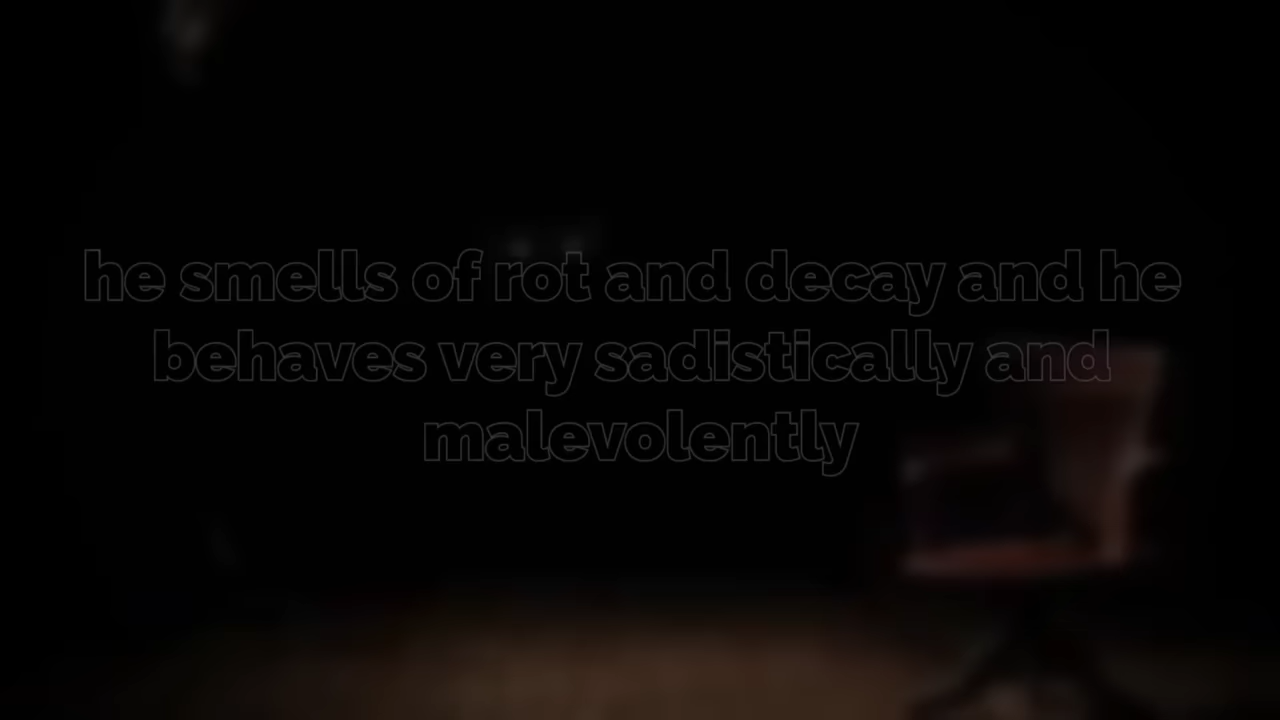 he smells of rot and decay and he
behaves very sadistically and
malevolently